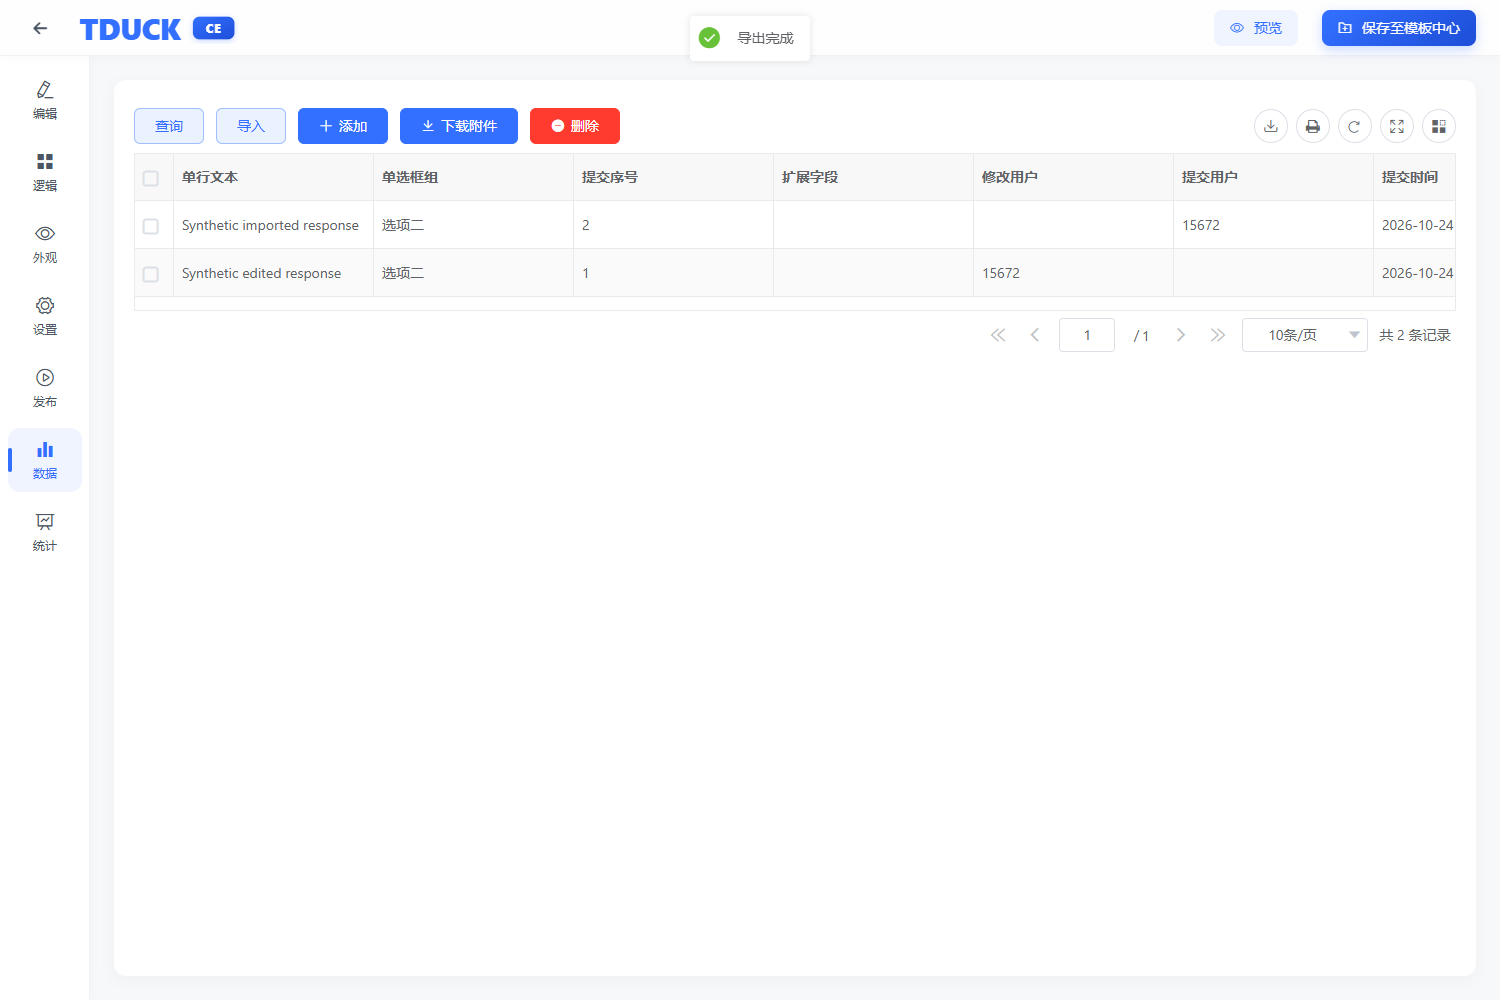 TDUCK CE
导出完成
预览
保存至模板中心
编辑
逻辑
外观
设置
发布
数据
统计
查询
导入
添加
下载附件
删除
单行文本 单选框组 提交序号 扩展字段 修改用户 提交用户 提交时间
Synthetic imported response 选项二 2 15672 2026-10-24
Synthetic edited response 选项二 1 15672 2026-10-24
1 / 1 10条/页 共 2 条记录